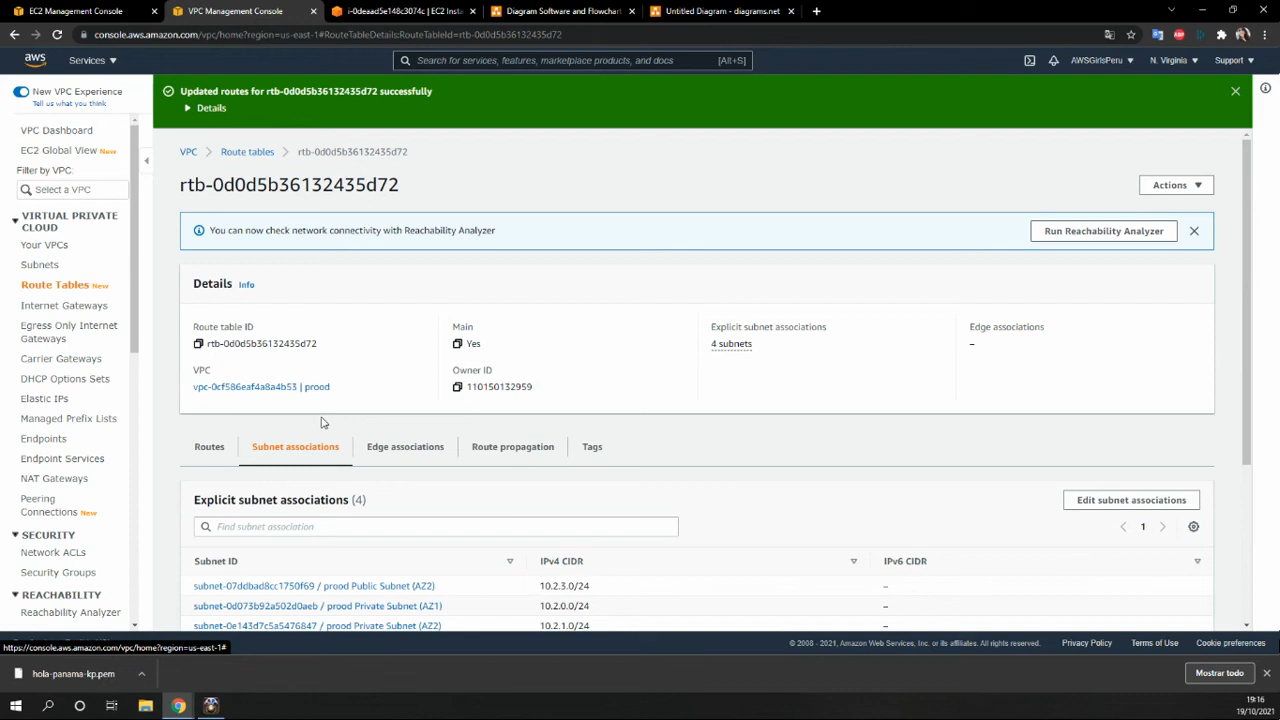 EC2 Management Console
VPC Management Console
i-0deaad5e148c3074c | EC2 Inst
Diagram Software and Flowchart
Untitled Diagram - diagrams.net
console.aws.amazon.com/vpc/home?region=us-east-1#RouteTableDetails:RouteTableId=rtb-0d0d5b36132435d72
aws
Services
Search for services, features, marketplace products, and docs
[Alt+S]
AWSGirlsPeru
N. Virginia
Support
New VPC Experience
Tell us what you think
VPC Dashboard
EC2 Global View New
Filter by VPC:
Select a VPC
VIRTUAL PRIVATE
CLOUD
Your VPCs
Subnets
Route Tables New
Internet Gateways
Egress Only Internet
Gateways
Carrier Gateways
DHCP Options Sets
Elastic IPs
Managed Prefix Lists
Endpoints
Endpoint Services
NAT Gateways
Peering
Connections New
SECURITY
Network ACLs
Security Groups
REACHABILITY
Reachability Analyzer
Updated routes for rtb-0d0d5b36132435d72 successfully
Details
VPC
Route tables
rtb-0d0d5b36132435d72
rtb-0d0d5b36132435d72
Actions
You can now check network connectivity with Reachability Analyzer
Run Reachability Analyzer
Details Info
Route table ID
rtb-0d0d5b36132435d72
Main
Yes
Explicit subnet associations
4 subnets
Edge associations
–
VPC
vpc-0cf586eaf4a8a4b53 | prood
Owner ID
110150132959
Routes
Subnet associations
Edge associations
Route propagation
Tags
Explicit subnet associations (4)
Edit subnet associations
Find subnet association
1
Subnet ID
IPv4 CIDR
IPv6 CIDR
subnet-07ddbad8cc1750f69 / prood Public Subnet (AZ2)
10.2.3.0/24
–
subnet-0d073b92a502d0aeb / prood Private Subnet (AZ1)
10.2.0.0/24
–
subnet-0e143d7c5a5476847 / prood Private Subnet (AZ2)
10.2.1.0/24
–
https://console.aws.amazon.com/vpc/home?region=us-east-1#
© 2008 - 2021, Amazon Web Services, Inc. or its affiliates. All rights reserved.
Privacy Policy
Terms of Use
Cookie preferences
hola-panama-kp.pem
Mostrar todo
19:16
19/10/2021